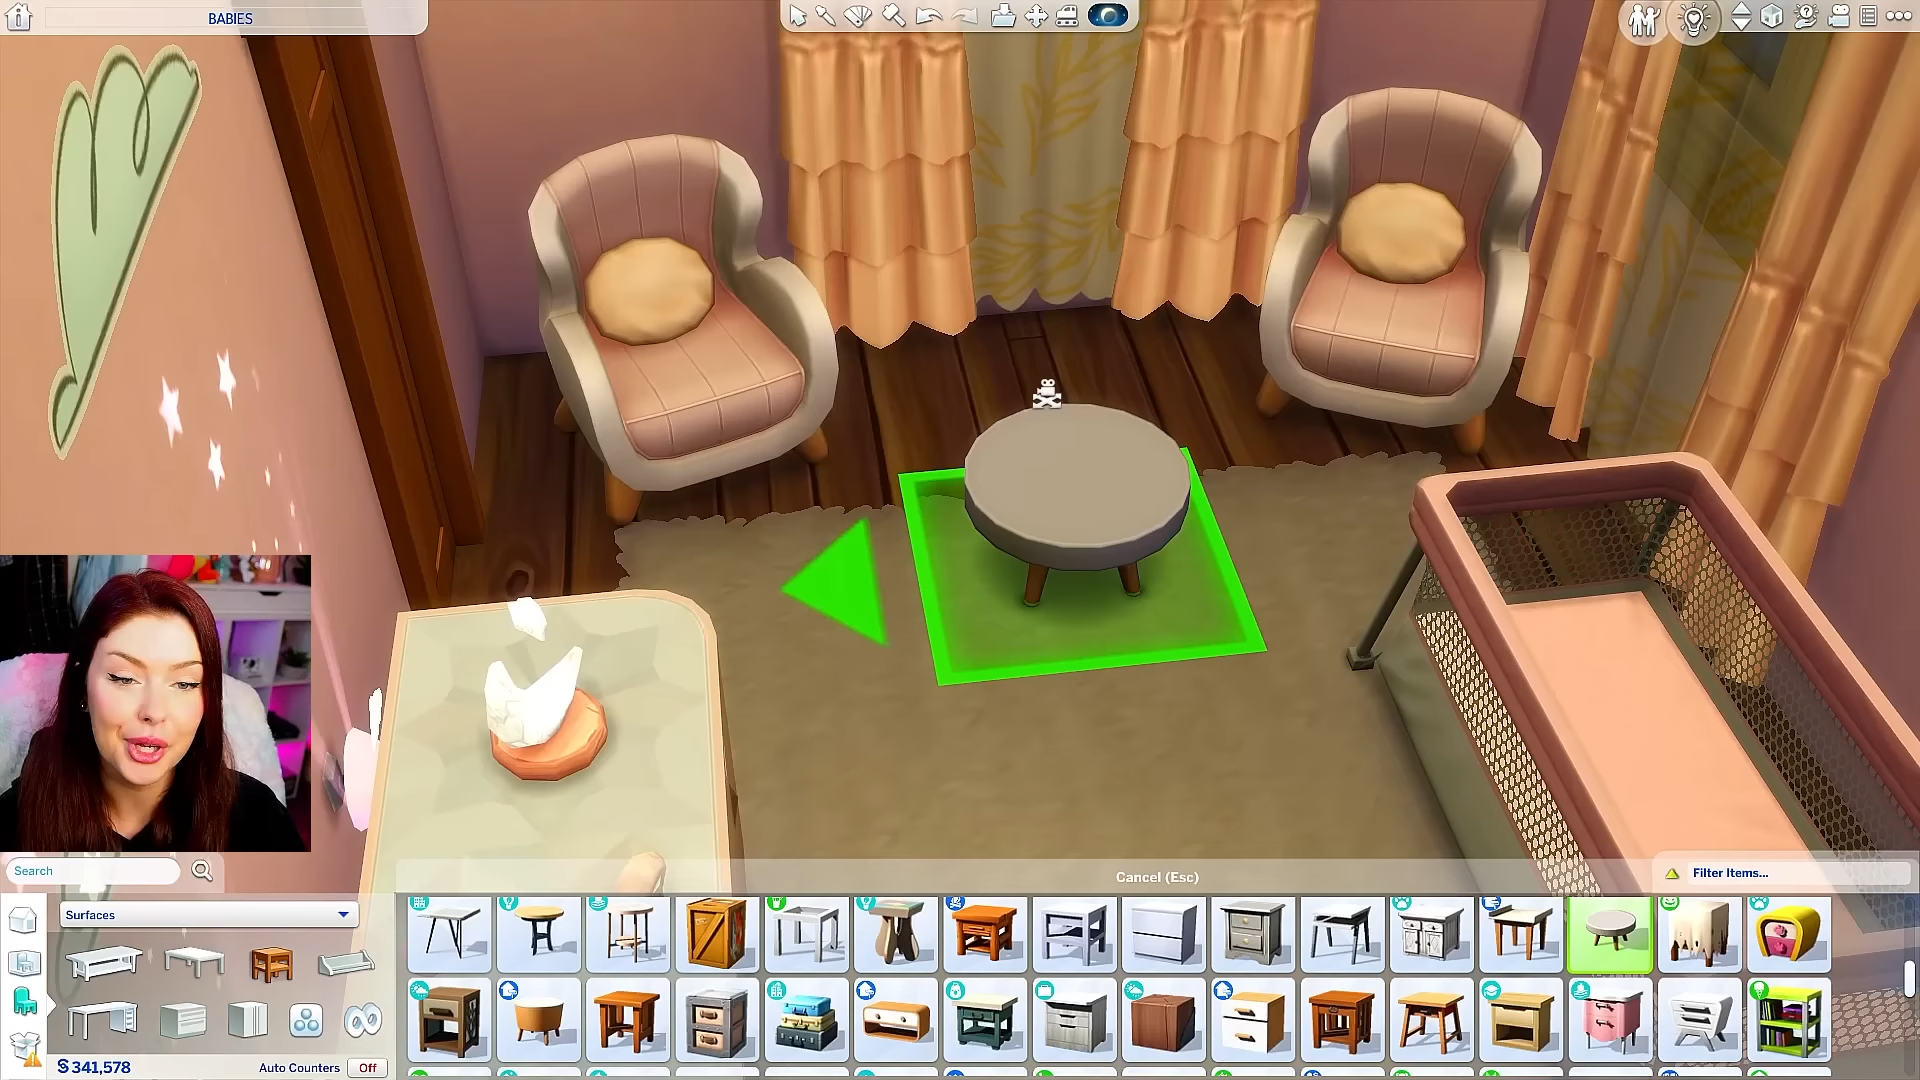 BABIES
Search
Cancel (Esc)
Filter Items...
Surfaces
§341,578
Auto Counters
Off